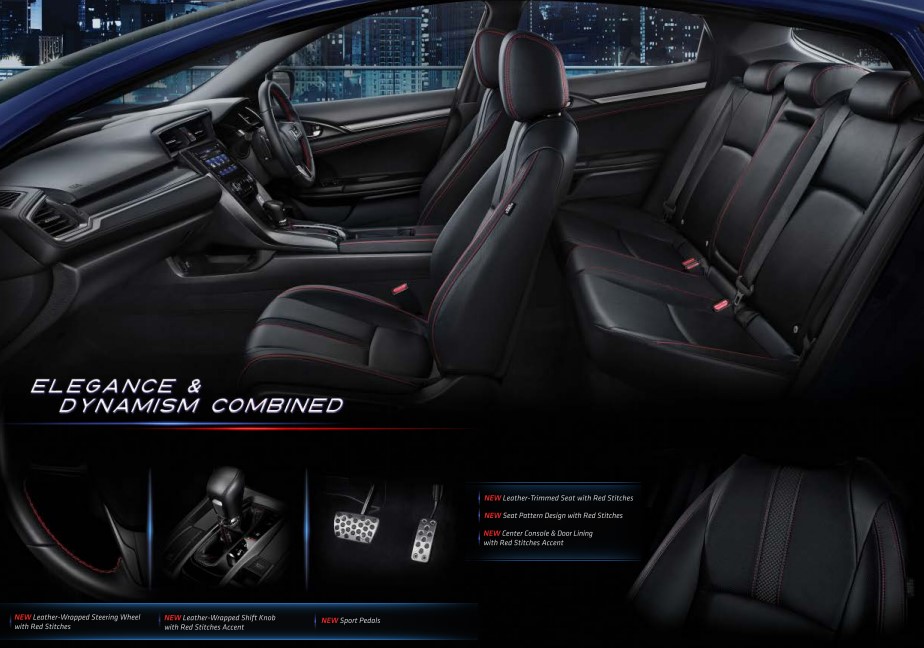 ELEGANCE &
DYNAMISM COMBINED
NEW Leather-Trimmed Seat with Red Stitches
NEW Seat Pattern Design with Red Stitches
NEW Center Console & Door Lining
with Red Stitches Accent
NEW Leather-Wrapped Steering Wheel
with Red Stitches
NEW Leather-Wrapped Shift Knob
with Red Stitches Accent
NEW Sport Pedals